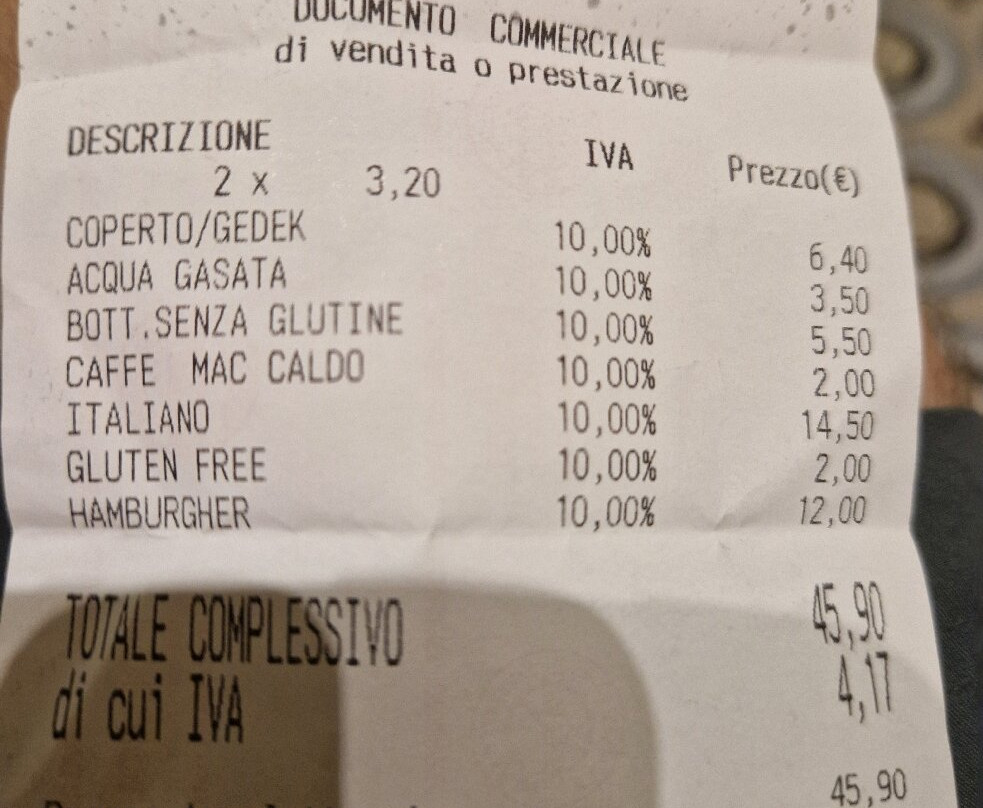 DOCUMENTO COMMERCIALE
di vendita o prestazione
DESCRIZIONE IVA Prezzo(€)
2 x 3,20
COPERTO/GEDEK 10,00% 6,40
ACQUA GASATA 10,00% 3,50
BOTT.SENZA GLUTINE 10,00% 5,50
CAFFE MAC CALDO 10,00% 2,00
ITALIANO 10,00% 14,50
GLUTEN FREE 10,00% 2,00
HAMBURGHER 10,00% 12,00
TOTALE COMPLESSIVO 45,90
di cui IVA 4,17
45,90